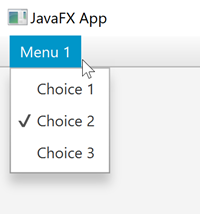 JavaFX App
Menu 1
Choice 1
Choice 2
Choice 3